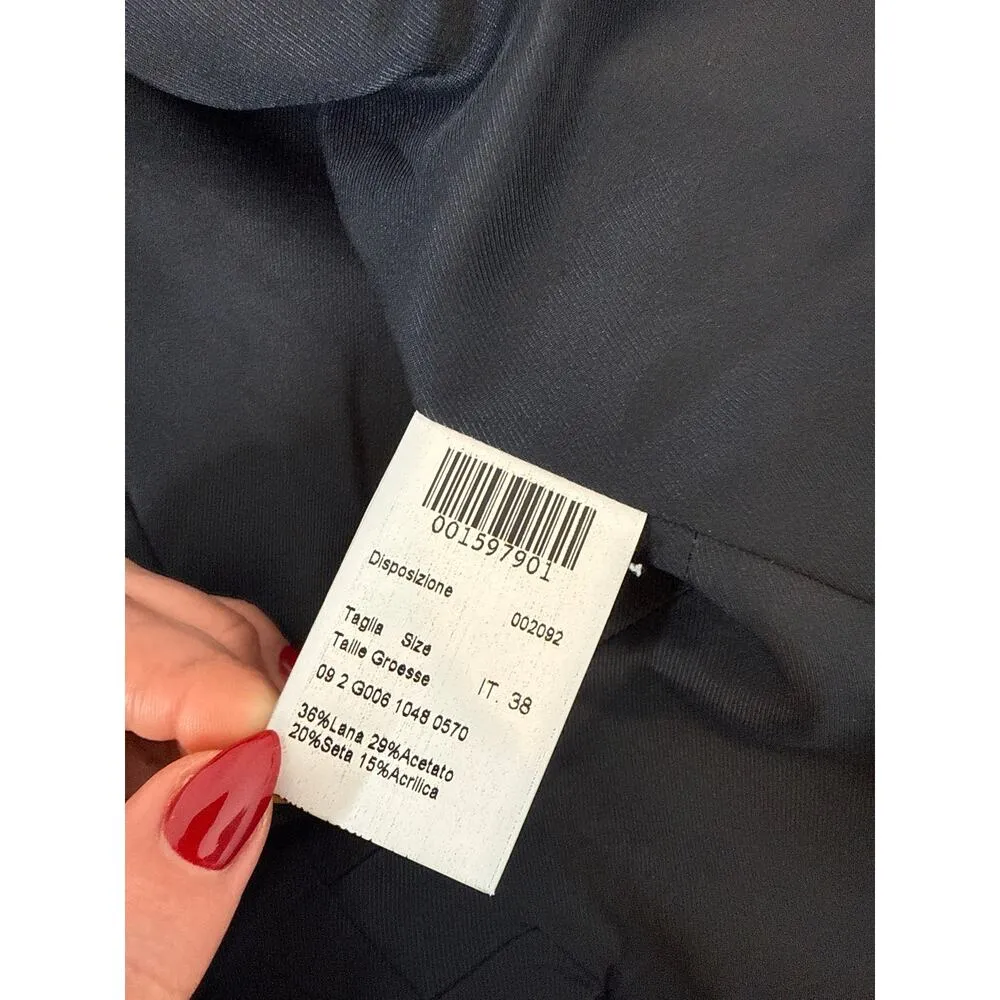 001597901
Disposizione 002092
Taglia Size
Taille Groesse IT. 38
09 2 G006 1048 0570
36%Lana 29%Acetato
20%Seta 15%Acrilica